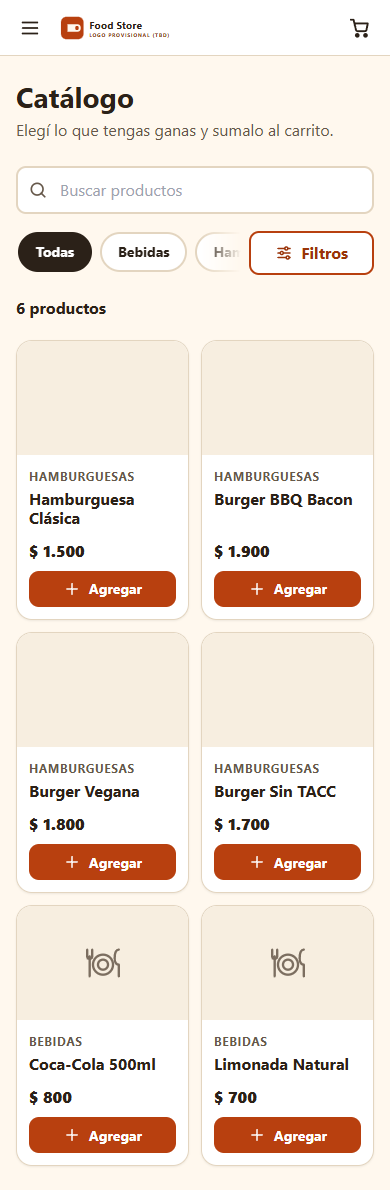 Food Store
LOGO PROVISIONAL (TBD)
Catálogo
Elegí lo que tengas ganas y sumalo al carrito.
Buscar productos
Todas
Bebidas
Ham
Filtros
6 productos
HAMBURGUESAS
Hamburguesa
Clásica
$ 1.500
Agregar
HAMBURGUESAS
Burger BBQ Bacon
$ 1.900
Agregar
HAMBURGUESAS
Burger Vegana
$ 1.800
Agregar
HAMBURGUESAS
Burger Sin TACC
$ 1.700
Agregar
BEBIDAS
Coca-Cola 500ml
$ 800
Agregar
BEBIDAS
Limonada Natural
$ 700
Agregar